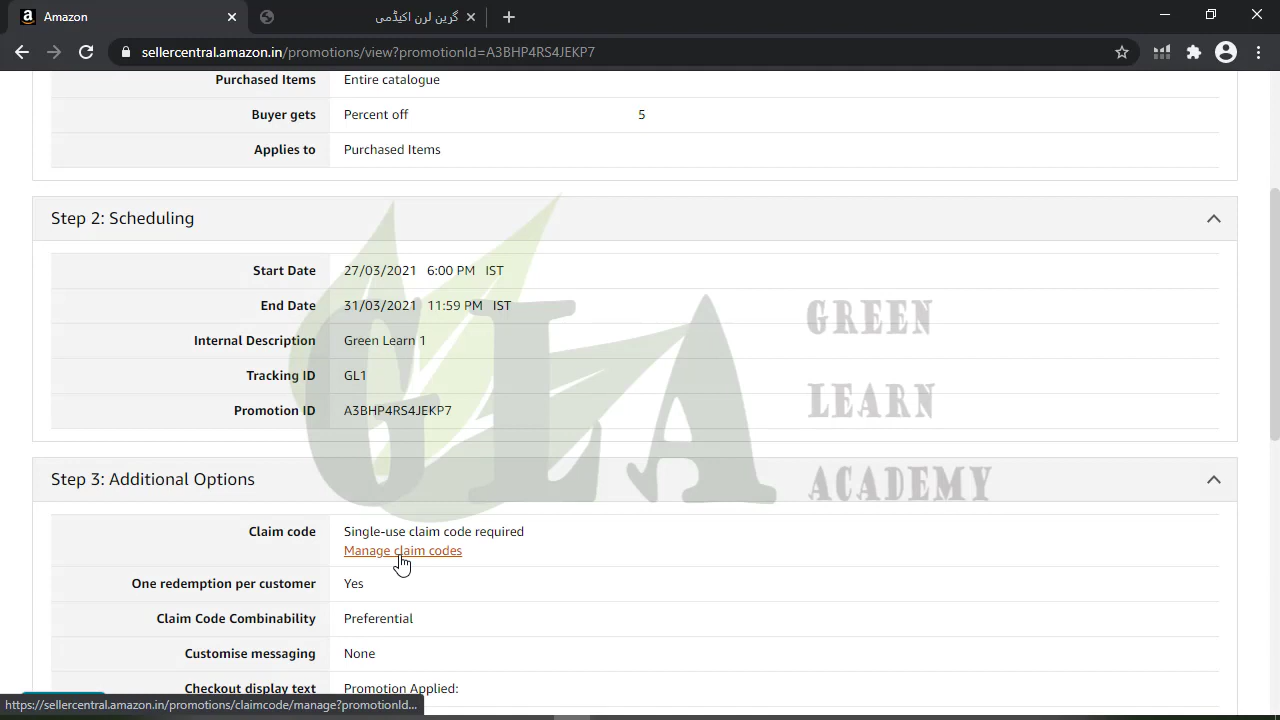 Amazon
گرین لرن اکیڈمی
sellercentral.amazon.in/promotions/view?promotionId=A3BHP4RS4JEKP7
Purchased Items Entire catalogue
Buyer gets Percent off 5
Applies to Purchased Items
Step 2: Scheduling
Start Date 27/03/2021 6:00 PM IST
End Date 31/03/2021 11:59 PM IST
Internal Description Green Learn 1
Tracking ID GL1
Promotion ID A3BHP4RS4JEKP7
GLA
GREEN
LEARN
ACADEMY
Step 3: Additional Options
Claim code Single-use claim code required
Manage claim codes
One redemption per customer Yes
Claim Code Combinability Preferential
Customise messaging None
Checkout display text Promotion Applied:
https://sellercentral.amazon.in/promotions/claimcode/manage?promotionId...